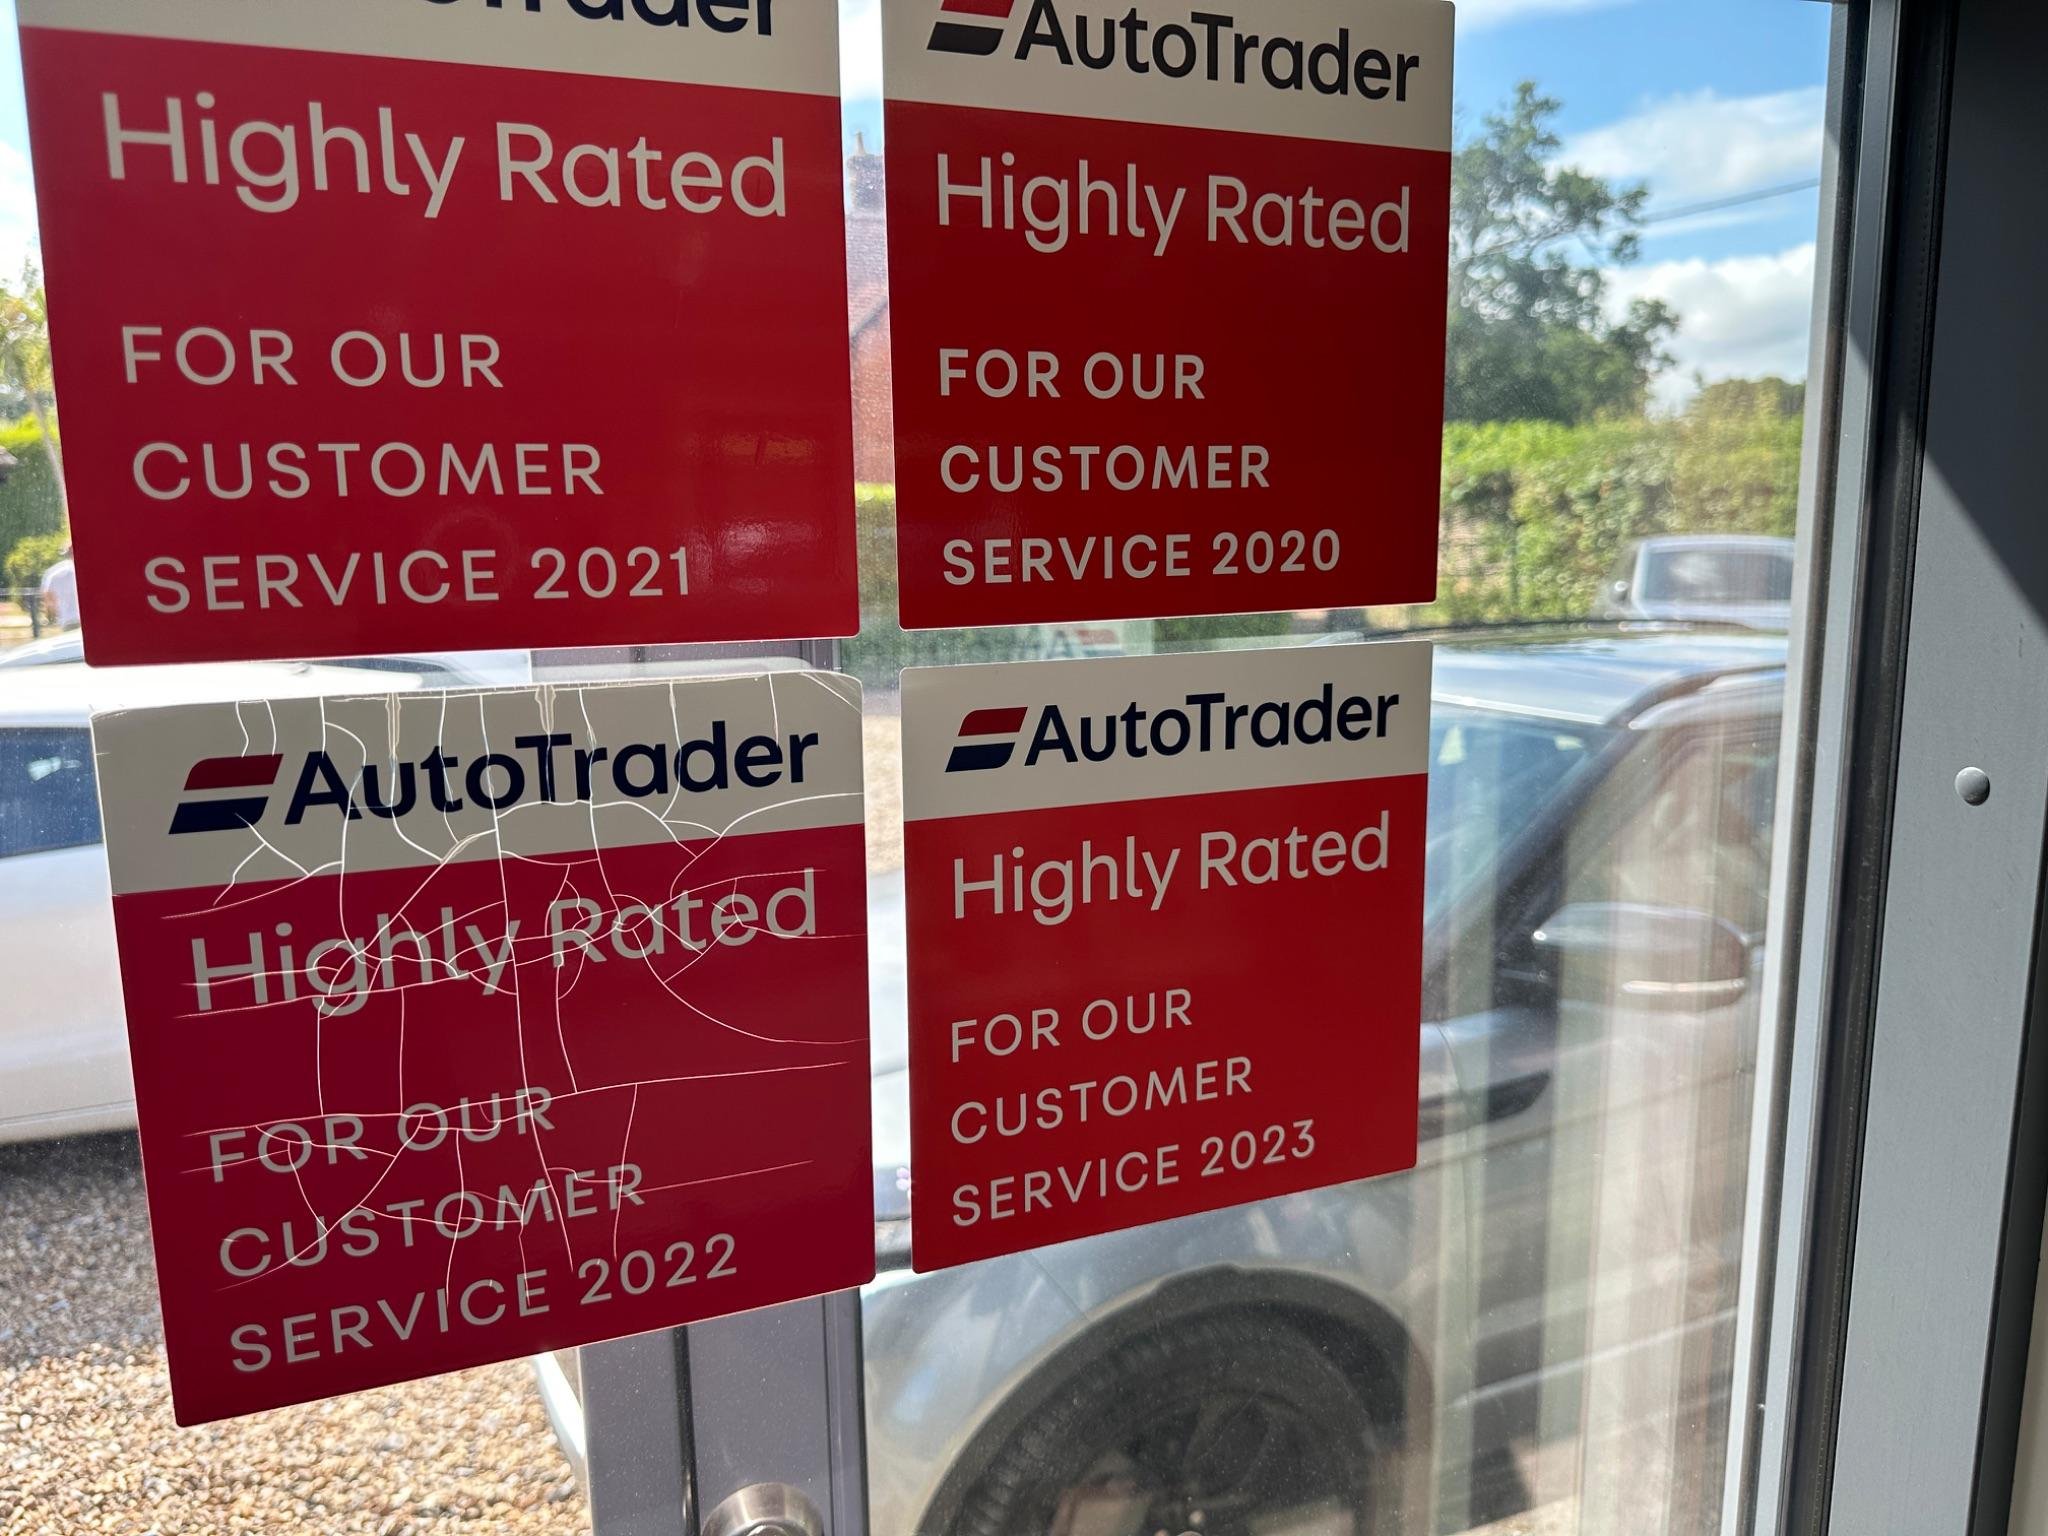 AutoTrader
Highly Rated
FOR OUR
CUSTOMER
SERVICE 2021
AutoTrader
Highly Rated
FOR OUR
CUSTOMER
SERVICE 2020
AutoTrader
Highly Rated
FOR OUR
CUSTOMER
SERVICE 2022
AutoTrader
Highly Rated
FOR OUR
CUSTOMER
SERVICE 2023